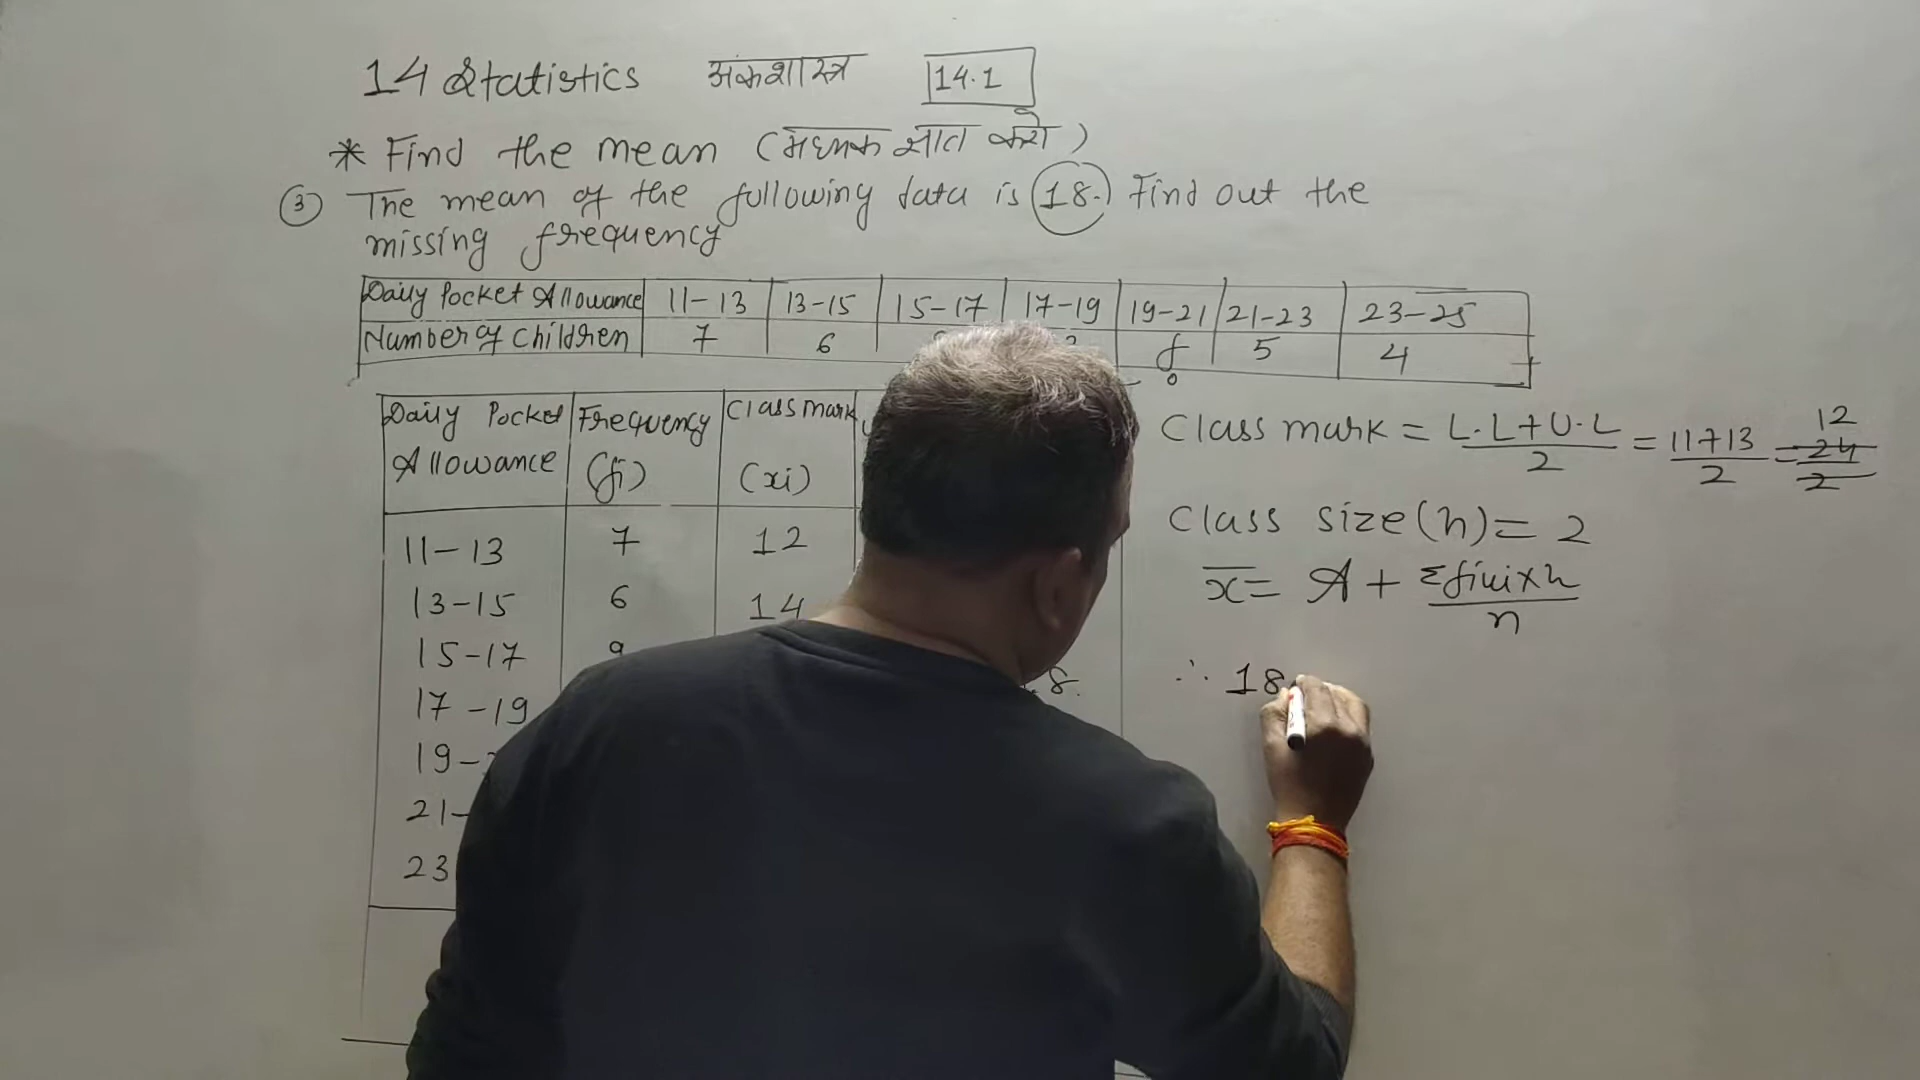 14 Statistics अंकशास्त्र 14.1
* Find the mean (मध्यक ज्ञात करो)
③ The mean of the following data is 18. Find out the
missing frequency
Daily Pocket Allowance 11-13 13-15 15-17 17-19 19-21 21-23 23-25
Number of Children 7 6 f 5 4
Daily Pocket Allowance Frequency (fi) Class mark (xi)
11-13 7 12
13-15 6 14
15-17 9
17-19
19-
21-
23
8.
Class mark = L.L+U.L / 2 = 11+13 / 2 = 24 / 2 12
Class size (h) = 2
x̄ = A + Σfiui×h / n
∴ 18